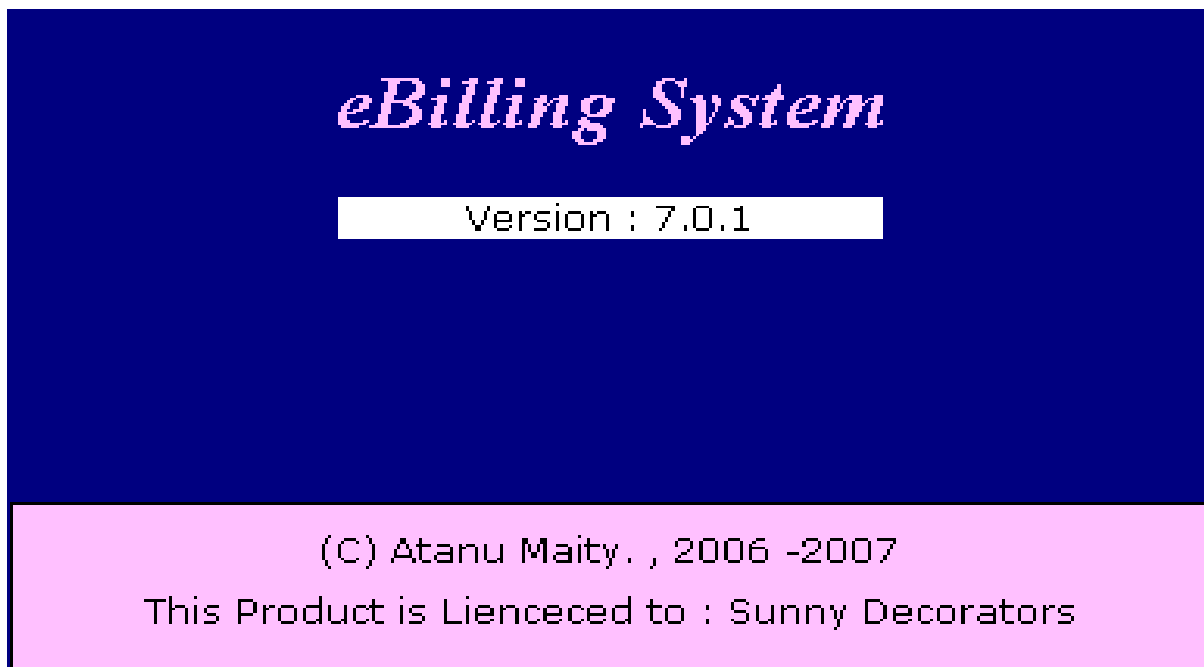 eBilling System
Version : 7.0.1
(C) Atanu Maity. , 2006 -2007
This Product is Lienceced to : Sunny Decorators